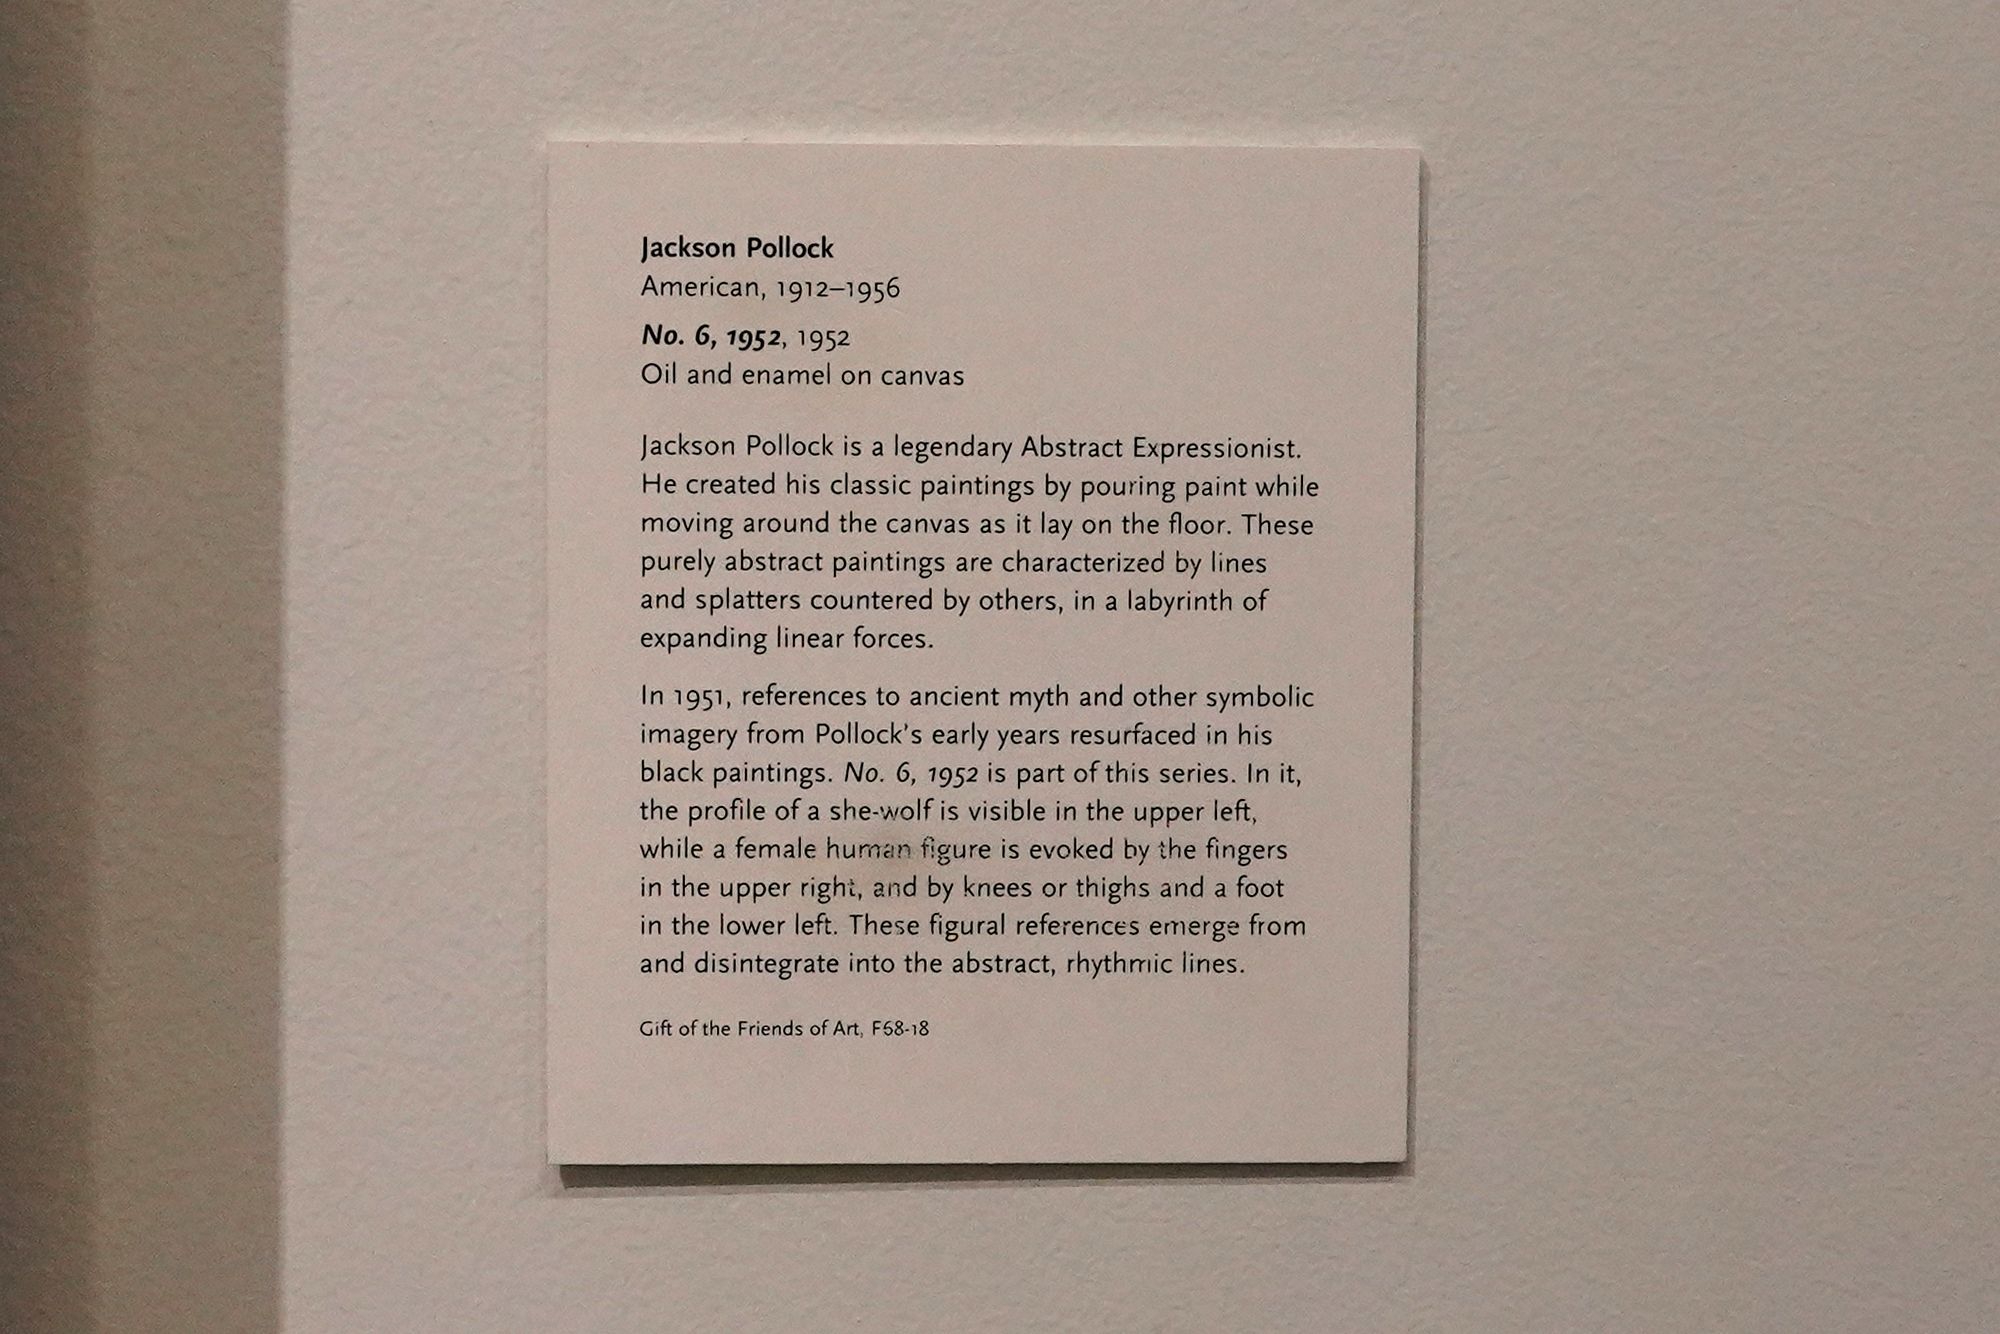 Jackson Pollock
American, 1912–1956
No. 6, 1952, 1952
Oil and enamel on canvas
Jackson Pollock is a legendary Abstract Expressionist.
He created his classic paintings by pouring paint while
moving around the canvas as it lay on the floor. These
purely abstract paintings are characterized by lines
and splatters countered by others, in a labyrinth of
expanding linear forces.
In 1951, references to ancient myth and other symbolic
imagery from Pollock's early years resurfaced in his
black paintings. No. 6, 1952 is part of this series. In it,
the profile of a she-wolf is visible in the upper left,
while a female human figure is evoked by the fingers
in the upper right, and by knees or thighs and a foot
in the lower left. These figural references emerge from
and disintegrate into the abstract, rhythmic lines.
Gift of the Friends of Art, F68-18